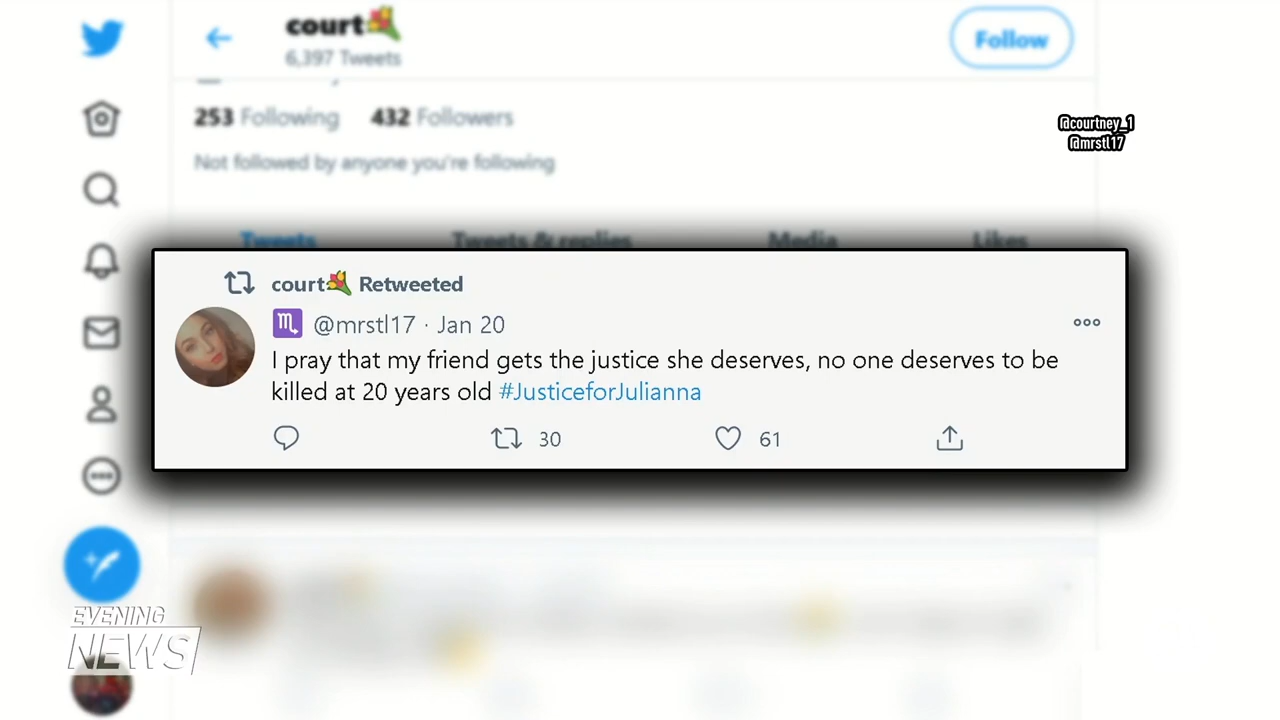 court
6,397 Tweets
Follow
253 Following 432 Followers
Not followed by anyone you're following
@courtney_1
@mrstl17
Tweets Tweets & replies Media Likes
court Retweeted
@mrstl17 · Jan 20
I pray that my friend gets the justice she deserves, no one deserves to be
killed at 20 years old #JusticeforJulianna
30 61
EVENING
NEWS